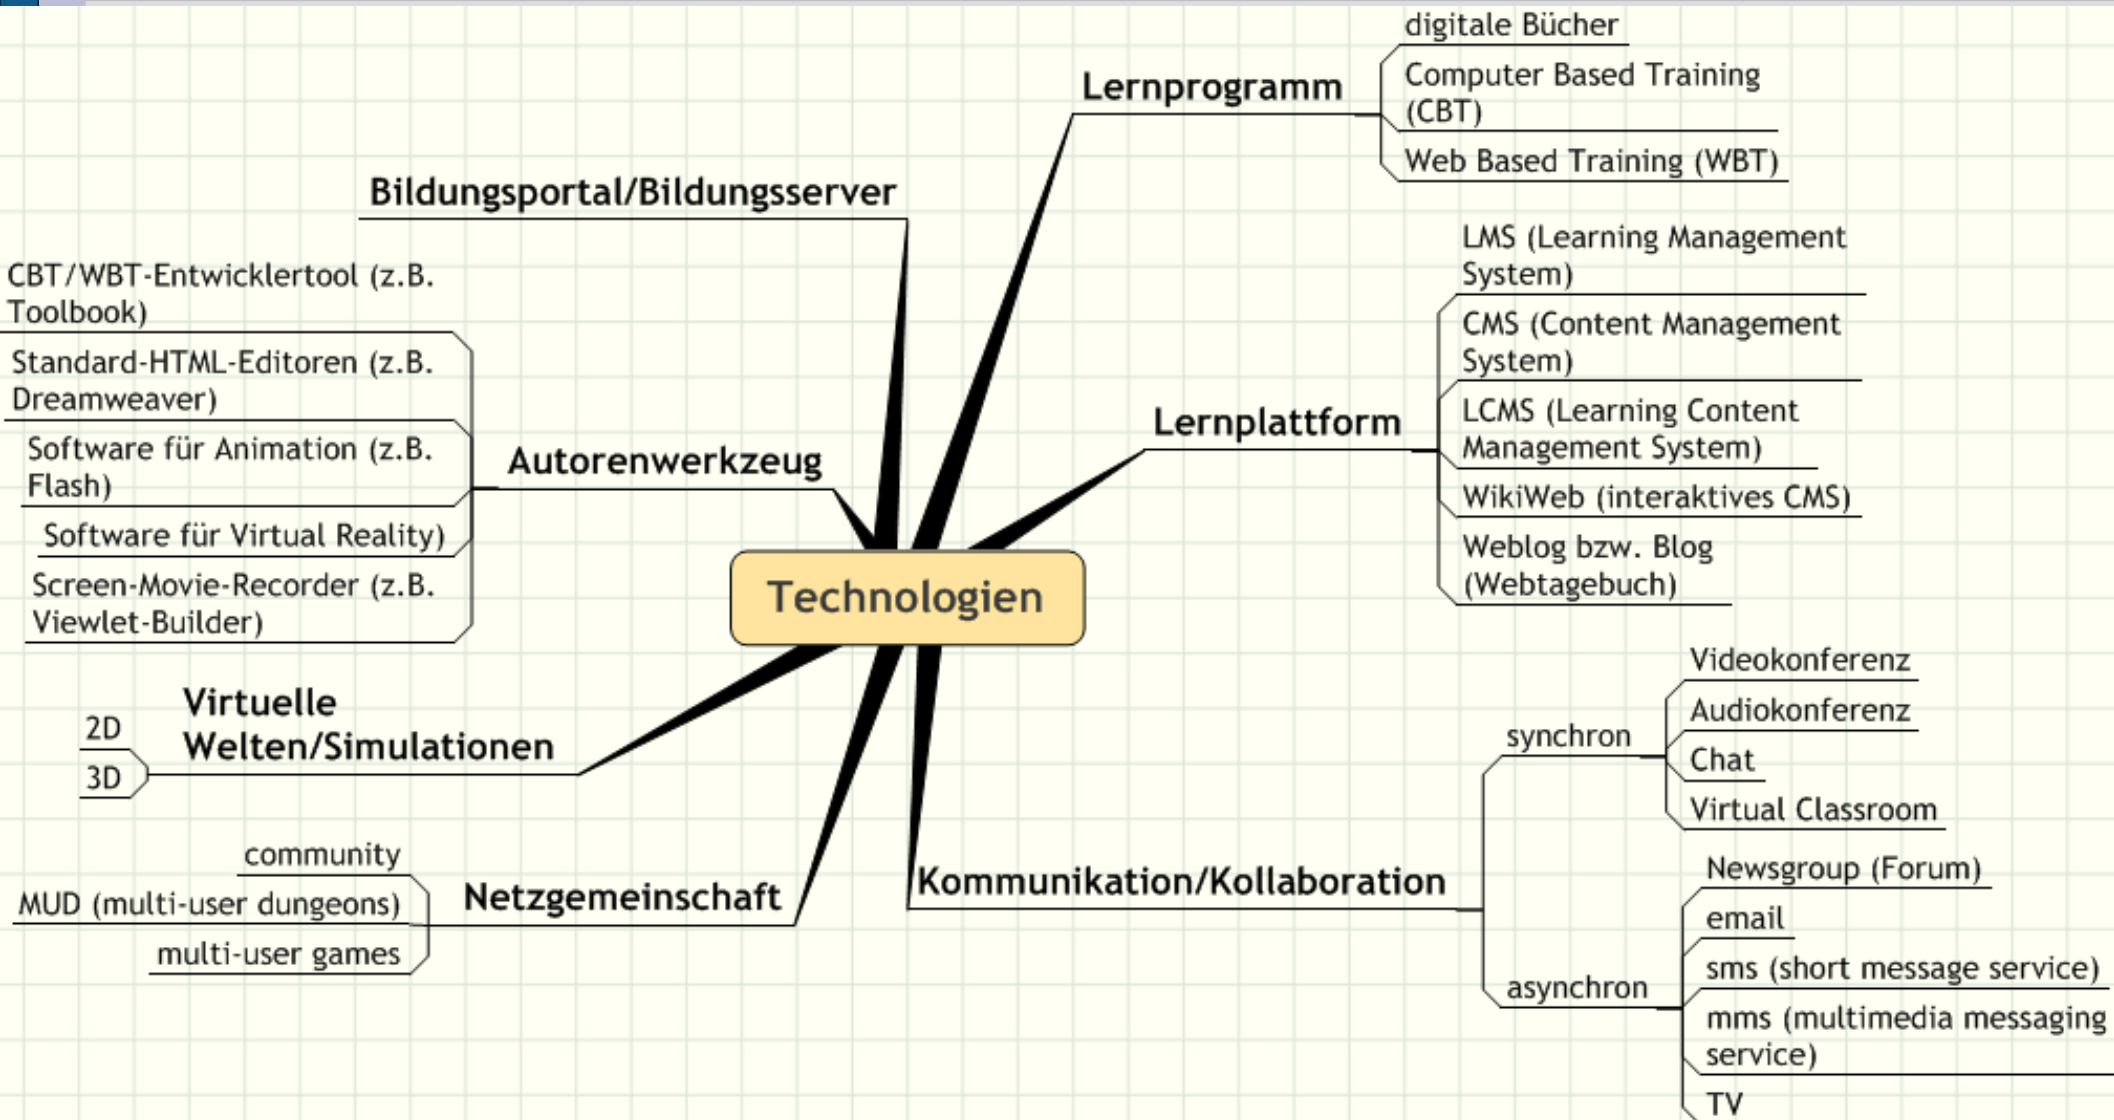 Technologien
Lernprogramm
digitale Bücher
Computer Based Training
(CBT)
Web Based Training (WBT)
Lernplattform
LMS (Learning Management
System)
CMS (Content Management
System)
LCMS (Learning Content
Management System)
WikiWeb (interaktives CMS)
Weblog bzw. Blog
(Webtagebuch)
Kommunikation/Kollaboration
synchron
Videokonferenz
Audiokonferenz
Chat
Virtual Classroom
asynchron
Newsgroup (Forum)
email
sms (short message service)
mms (multimedia messaging
service)
TV
Bildungsportal/Bildungsserver
Autorenwerkzeug
CBT/WBT-Entwicklertool (z.B.
Toolbook)
Standard-HTML-Editoren (z.B.
Dreamweaver)
Software für Animation (z.B.
Flash)
Software für Virtual Reality)
Screen-Movie-Recorder (z.B.
Viewlet-Builder)
Virtuelle
Welten/Simulationen
2D
3D
Netzgemeinschaft
community
MUD (multi-user dungeons)
multi-user games